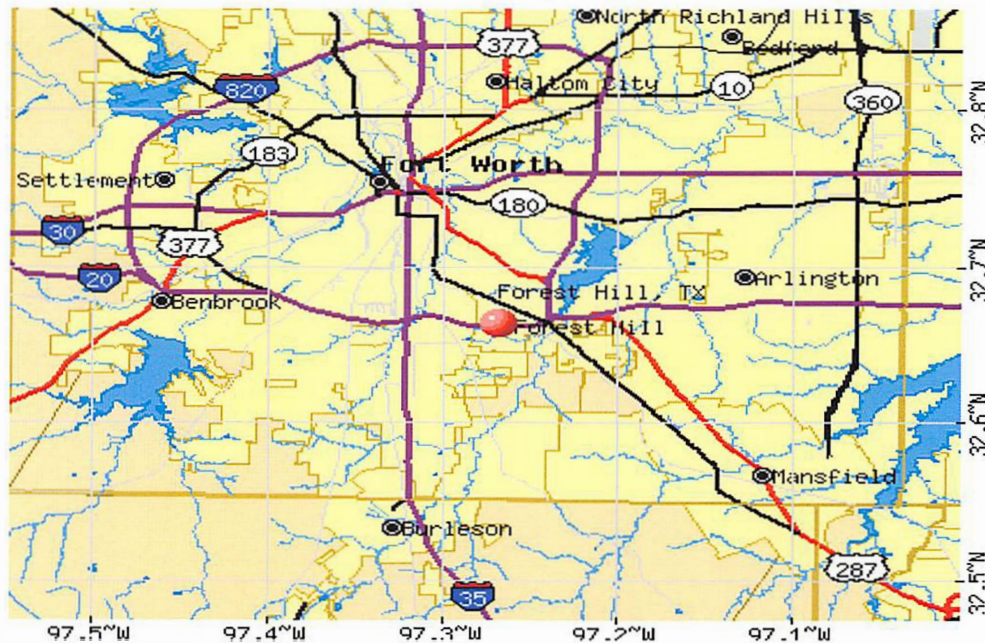 North Richland Hills
377
Bedford
820
Haltom City
10
360
32.8°N
183
Fort Worth
Settlement
180
30
377
20
32.7°N
Arlington
Forest Hill, TX
Benbrook
Forest Hill
32.6°N
Mansfield
Burleson
287
32.5°N
35
97.5°W
97.4°W
97.3°W
97.2°W
97.1°W